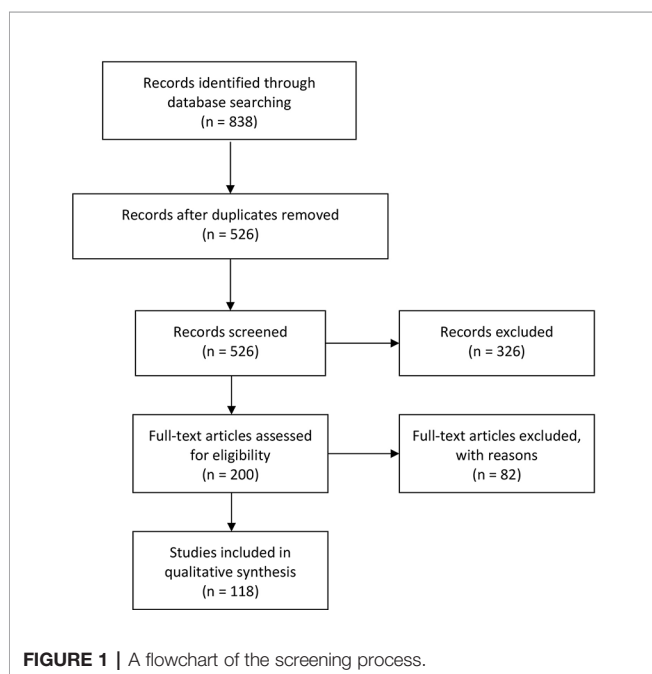 Records identified through
database searching
(n = 838)
Records after duplicates removed
(n = 526)
Records screened
(n = 526)
Records excluded
(n = 326)
Full-text articles assessed
for eligibility
(n = 200)
Full-text articles excluded,
with reasons
(n = 82)
Studies included in
qualitative synthesis
(n = 118)
FIGURE 1 | A flowchart of the screening process.